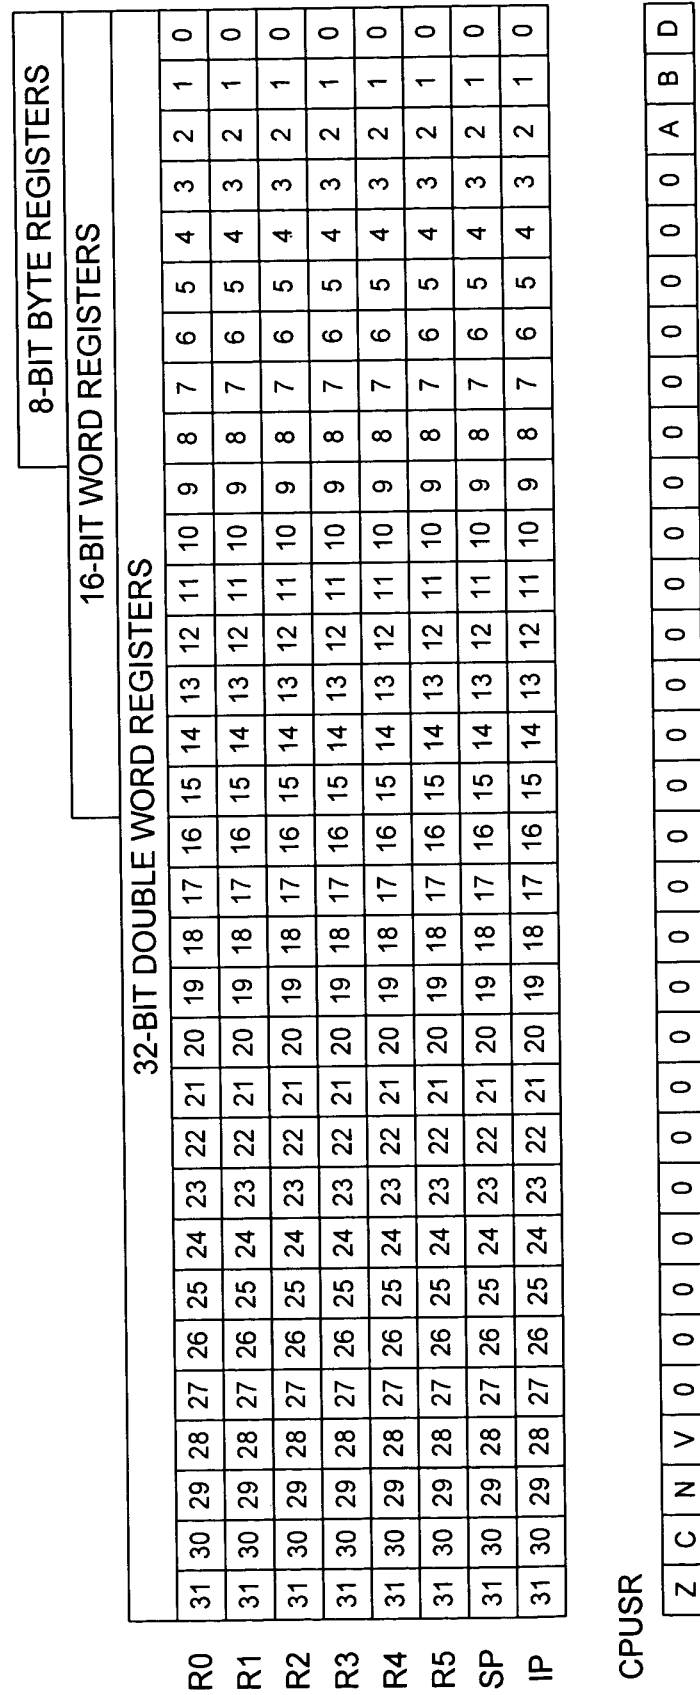 8-BIT BYTE REGISTERS
16-BIT WORD REGISTERS
32-BIT DOUBLE WORD REGISTERS
R0 31 30 29 28 27 26 25 24 23 22 21 20 19 18 17 16 15 14 13 12 11 10 9 8 7 6 5 4 3 2 1 0
R1 31 30 29 28 27 26 25 24 23 22 21 20 19 18 17 16 15 14 13 12 11 10 9 8 7 6 5 4 3 2 1 0
R2 31 30 29 28 27 26 25 24 23 22 21 20 19 18 17 16 15 14 13 12 11 10 9 8 7 6 5 4 3 2 1 0
R3 31 30 29 28 27 26 25 24 23 22 21 20 19 18 17 16 15 14 13 12 11 10 9 8 7 6 5 4 3 2 1 0
R4 31 30 29 28 27 26 25 24 23 22 21 20 19 18 17 16 15 14 13 12 11 10 9 8 7 6 5 4 3 2 1 0
R5 31 30 29 28 27 26 25 24 23 22 21 20 19 18 17 16 15 14 13 12 11 10 9 8 7 6 5 4 3 2 1 0
SP 31 30 29 28 27 26 25 24 23 22 21 20 19 18 17 16 15 14 13 12 11 10 9 8 7 6 5 4 3 2 1 0
IP 31 30 29 28 27 26 25 24 23 22 21 20 19 18 17 16 15 14 13 12 11 10 9 8 7 6 5 4 3 2 1 0
CPUSR
Z C N V 0 0 0 0 0 0 0 0 0 0 0 0 0 0 0 0 0 0 0 0 0 0 0 0 0 A B D